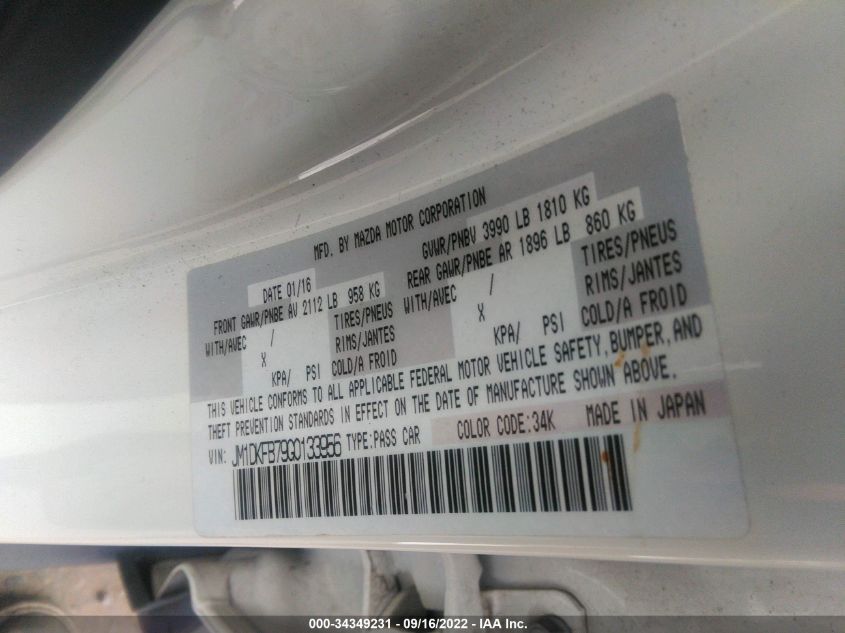 MFD. BY MAZDA MOTOR CORPORATION
DATE 01/16 GVWR/PNBV 3990 LB 1810 KG
FRONT GAWR/PNBE AV 2112 LB 958 KG REAR GAWR/PNBE AR 1896 LB 860 KG
WITH/AVEC / TIRES/PNEUS WITH/AVEC / TIRES/PNEUS
X RIMS/JANTES X RIMS/JANTES
KPA/ PSI COLD/A FROID KPA/ PSI COLD/A FROID
THIS VEHICLE CONFORMS TO ALL APPLICABLE FEDERAL MOTOR VEHICLE SAFETY, BUMPER, AND
THEFT PREVENTION STANDARDS IN EFFECT ON THE DATE OF MANUFACTURE SHOWN ABOVE.
VIN: JM1DKFB79G0133956 TYPE:PASS CAR COLOR CODE:34K MADE IN JAPAN
000-34349231 - 09/16/2022 - IAA Inc.